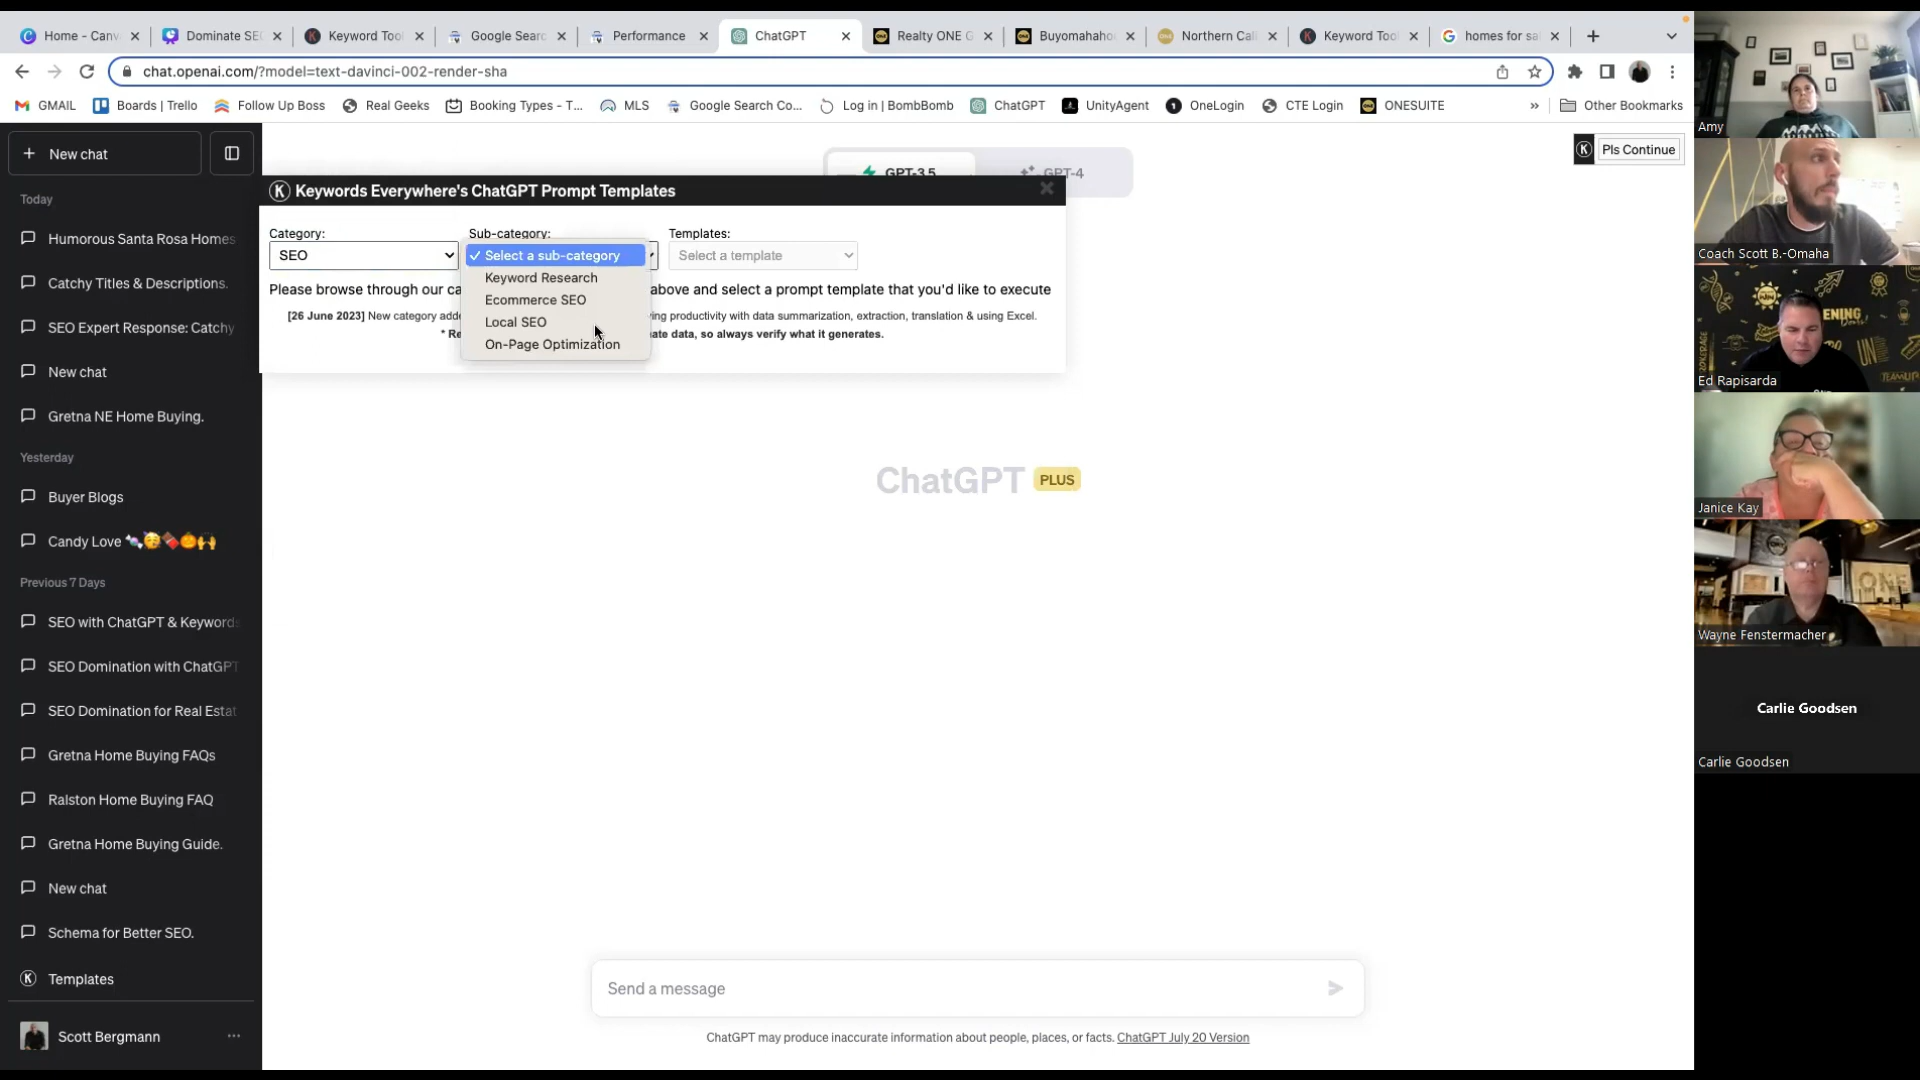 Home - Canv
Dominate SE
Keyword Too
Google Sear
Performance
ChatGPT
Realty ONE G
Buyomahaho
Northern Cali
Keyword Too
homes for sa
chat.openai.com/?model=text-davinci-002-render-sha
GMAIL
Boards | Trello
Follow Up Boss
Real Geeks
Booking Types - T...
MLS
Google Search Co...
Log in | BombBomb
ChatGPT
UnityAgent
OneLogin
CTE Login
ONESUITE
Other Bookmarks
New chat
Today
Humorous Santa Rosa Homes
Catchy Titles & Descriptions.
SEO Expert Response: Catchy
New chat
Gretna NE Home Buying.
Yesterday
Buyer Blogs
Candy Love 🍬🥳🍫🎃🙌
Previous 7 Days
SEO with ChatGPT & Keywords
SEO Domination with ChatGPT
SEO Domination for Real Estat
Gretna Home Buying FAQs
Ralston Home Buying FAQ
Gretna Home Buying Guide.
New chat
Schema for Better SEO.
Templates
Scott Bergmann
GPT-3.5
GPT-4
Pls Continue
Keywords Everywhere's ChatGPT Prompt Templates
Category:
SEO
Sub-category:
Select a sub-category
Keyword Research
Ecommerce SEO
Local SEO
On-Page Optimization
Templates:
Select a template
Please browse through our ca above and select a prompt template that you'd like to execute
[26 June 2023] New category adde ving productivity with data summarization, extraction, translation & using Excel.
* Re ate data, so always verify what it generates.
ChatGPT PLUS
Send a message
ChatGPT may produce inaccurate information about people, places, or facts. ChatGPT July 20 Version
Amy
Coach Scott B.-Omaha
Ed Rapisarda
Janice Kay
ONE
Wayne Fenstermacher
Carlie Goodsen
Carlie Goodsen